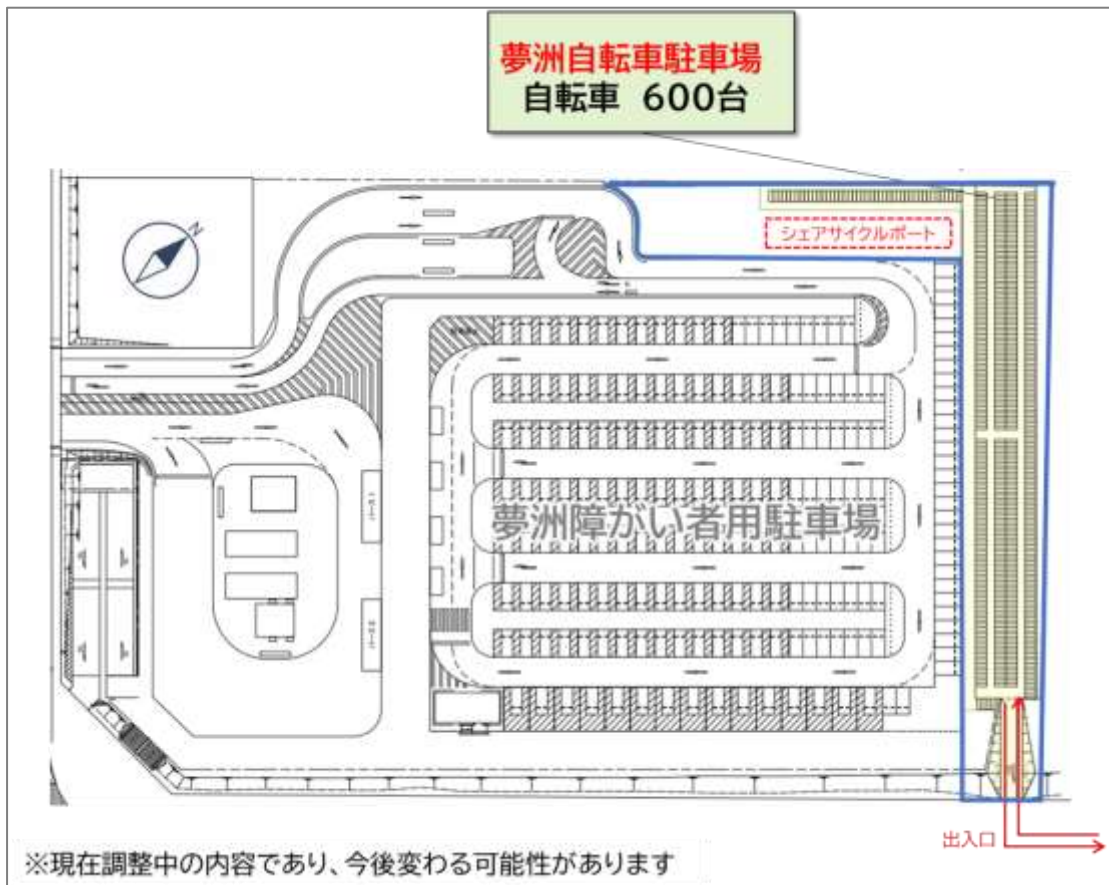 夢洲自転車駐車場
自転車 600台
N
シェアサイクルポート
夢洲障がい者用駐車場
出入口
※現在調整中の内容であり、今後変わる可能性があります